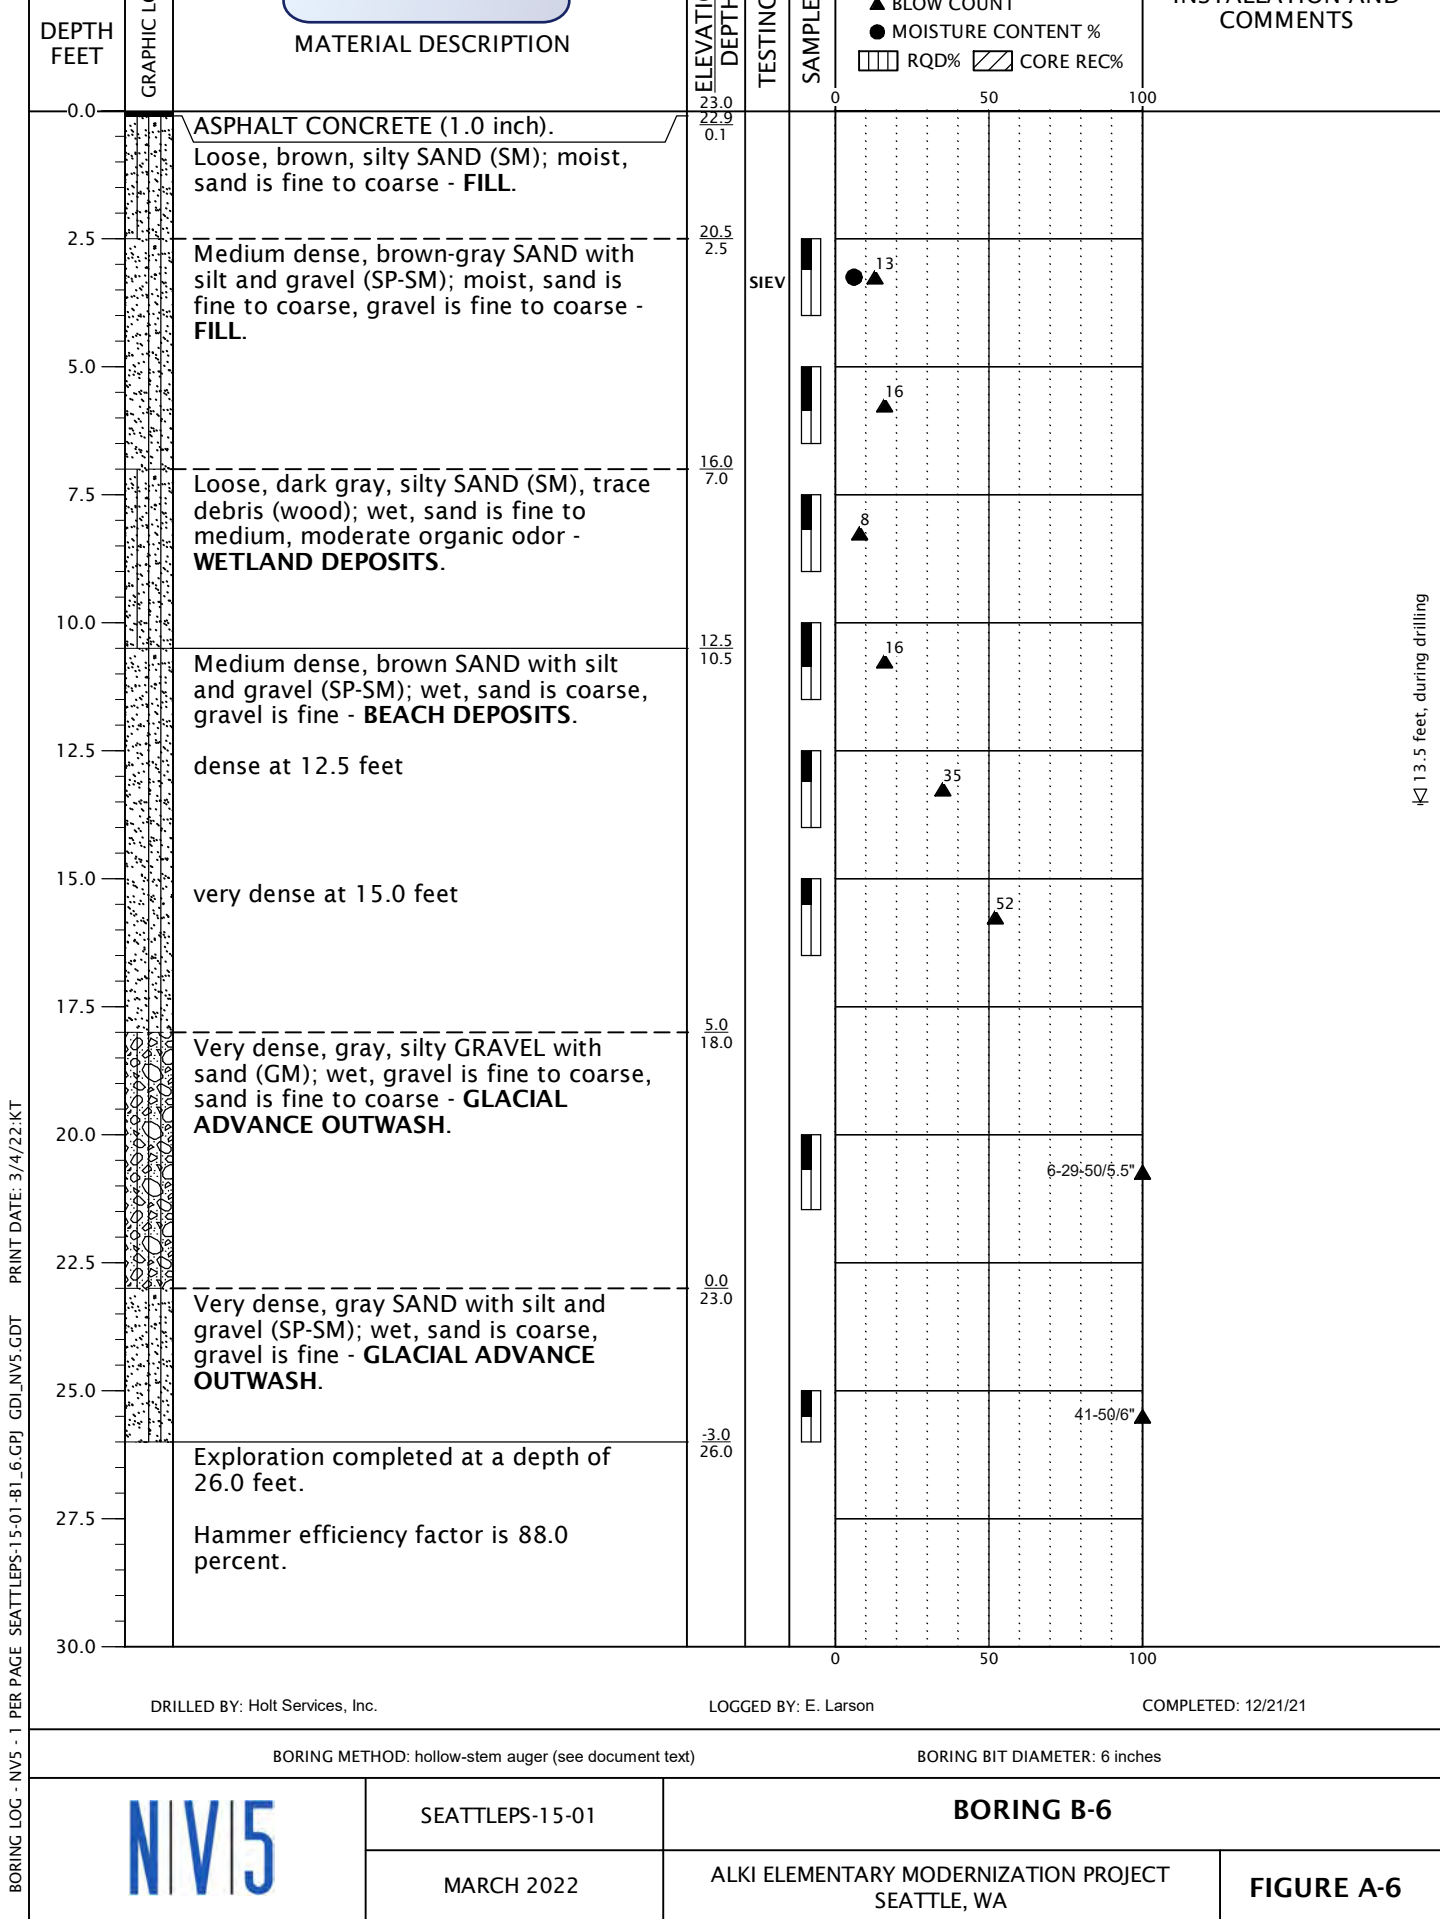 DEPTH
FEET
GRAPHIC LO
MATERIAL DESCRIPTION
DEPTH
TESTING
SAMPLE
BLOW COUNT
MOISTURE CONTENT %
RQD% CORE REC%
INSTALLATION AND
COMMENTS
0 50 100
0.0
23.0
22.9
0.1
ASPHALT CONCRETE (1.0 inch).
Loose, brown, silty SAND (SM); moist,
sand is fine to coarse - FILL.
2.5
20.5
2.5
Medium dense, brown-gray SAND with
silt and gravel (SP-SM); moist, sand is
fine to coarse, gravel is fine to coarse -
FILL.
SIEV
13
5.0
16
16.0
7.0
7.5
Loose, dark gray, silty SAND (SM), trace
debris (wood); wet, sand is fine to
medium, moderate organic odor -
WETLAND DEPOSITS.
8
10.0
12.5
10.5
16
Medium dense, brown SAND with silt
and gravel (SP-SM); wet, sand is coarse,
gravel is fine - BEACH DEPOSITS.
12.5
dense at 12.5 feet
35
13.5 feet, during drilling
15.0
very dense at 15.0 feet
52
17.5
5.0
18.0
Very dense, gray, silty GRAVEL with
sand (GM); wet, gravel is fine to coarse,
sand is fine to coarse - GLACIAL
ADVANCE OUTWASH.
20.0
6-29-50/5.5"
22.5
0.0
23.0
Very dense, gray SAND with silt and
gravel (SP-SM); wet, sand is coarse,
gravel is fine - GLACIAL ADVANCE
OUTWASH.
25.0
41-50/6"
-3.0
26.0
Exploration completed at a depth of
26.0 feet.
27.5
Hammer efficiency factor is 88.0
percent.
30.0
0 50 100
DRILLED BY: Holt Services, Inc. LOGGED BY: E. Larson COMPLETED: 12/21/21
BORING METHOD: hollow-stem auger (see document text) BORING BIT DIAMETER: 6 inches
N|V|5
SEATTLEPS-15-01
BORING B-6
MARCH 2022
ALKI ELEMENTARY MODERNIZATION PROJECT
SEATTLE, WA
FIGURE A-6
BORING LOG - NV5 - 1 PER PAGE SEATTLEPS-15-01-B1_6.GPJ GDI_NV5.GDT PRINT DATE: 3/4/22:KT